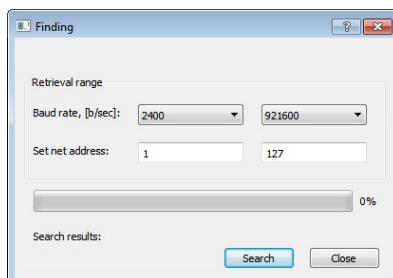 Finding
Retrieval range
Baud rate, [b/sec]: 2400 921600
Set net address: 1 127
0%
Search results:
Search Close